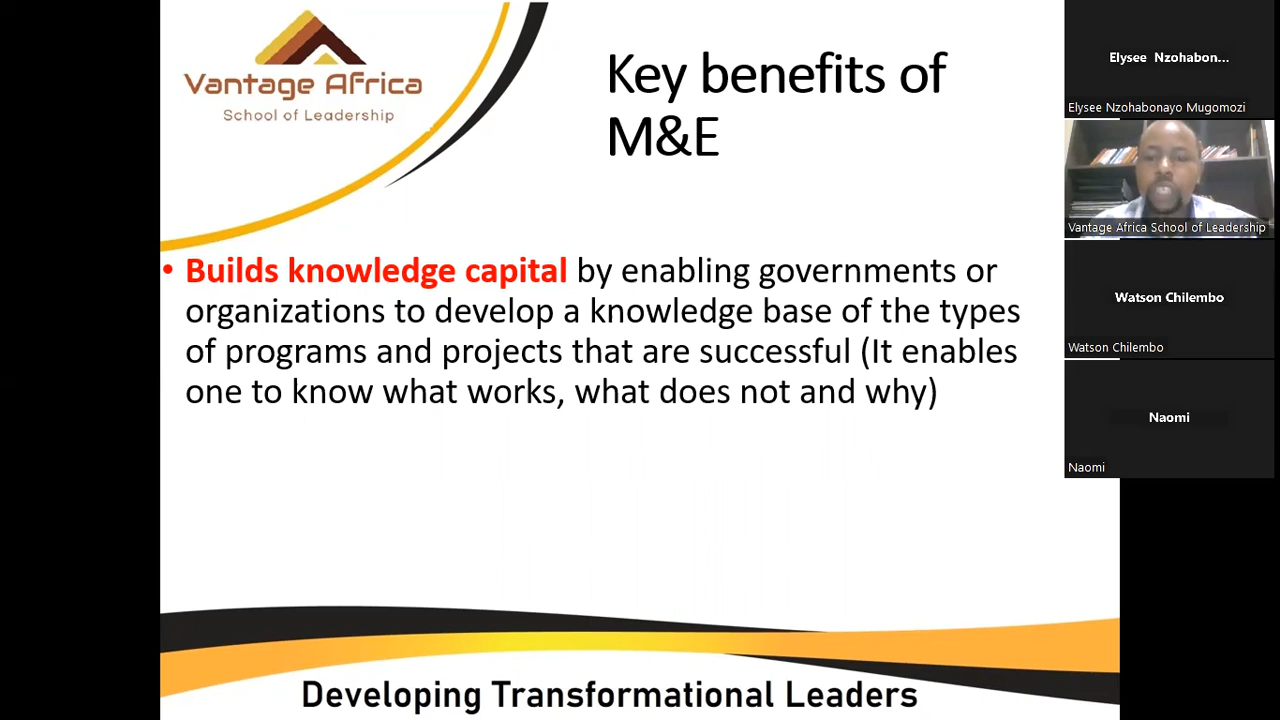 Vantage Africa
School of Leadership
Key benefits of
M&E
• Builds knowledge capital by enabling governments or
organizations to develop a knowledge base of the types
of programs and projects that are successful (It enables
one to know what works, what does not and why)
Developing Transformational Leaders
Elysee Nzohabon...
Elysee Nzohabonayo Mugomozi
Vantage Africa School of Leadership
Watson Chilembo
Watson Chilembo
Naomi
Naomi